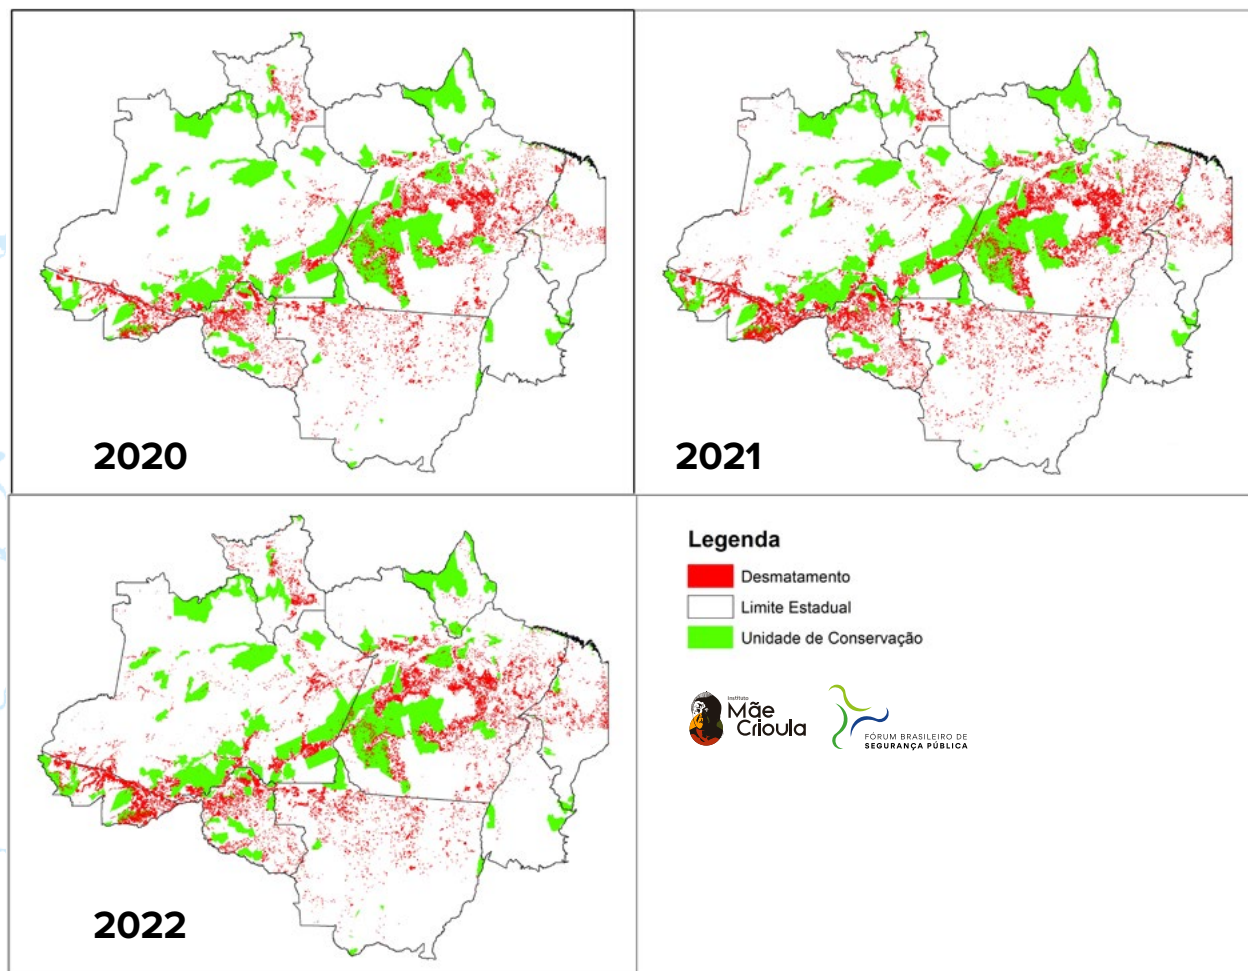 2020
2021
2022
Legenda
Desmatamento
Limite Estadual
Unidade de Conservação
Instituto
Mãe
Crioula
FÓRUM BRASILEIRO DE
SEGURANÇA PÚBLICA